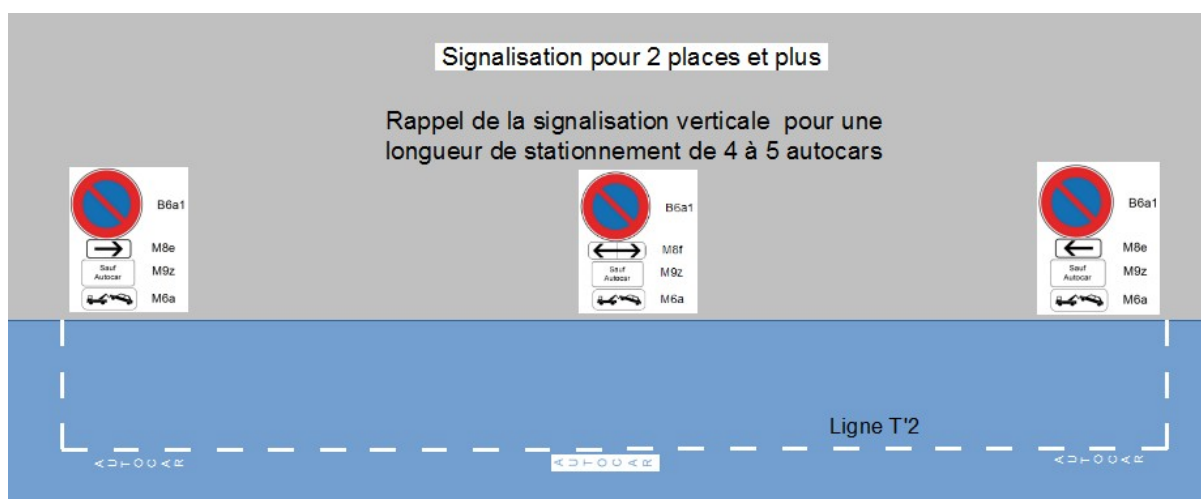 Signalisation pour 2 places et plus
Rappel de la signalisation verticale pour une
longueur de stationnement de 4 à 5 autocars
B6a1
M8e
Sauf
Autocar
M9z
M6a
B6a1
M8f
Sauf
Autocar
M9z
M6a
B6a1
M8e
Sauf
Autocar
M9z
M6a
Ligne T'2
AUTOCAR
AUTOCAR
AUTOCAR